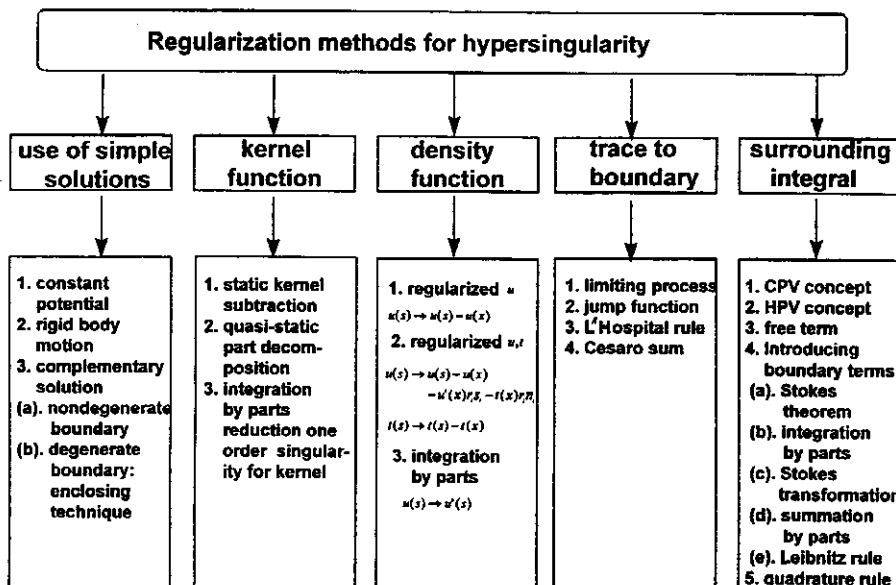 Regularization methods for hypersingularity
use of simple
solutions
kernel
function
density
function
trace to
boundary
surrounding
integral
1. constant
potential
2. rigid body
motion
3. complementary
solution
(a). nondegenerate
boundary
(b). degenerate
boundary:
enclosing
technique
1. static kernel
subtraction
2. quasi-static
part decom-
position
3. integration
by parts
reduction one
order singular-
ity for kernel
1. regularized u
u(s) → u(s) − u(x)
2. regularized u,t
u(s) → u(s) − u(x)
− u'(x)r,s, − t(x)r,n,
t(s) → t(s) − t(x)
3. integration
by parts
u(s) → u'(s)
1. limiting process
2. jump function
3. L'Hospital rule
4. Cesaro sum
1. CPV concept
2. HPV concept
3. free term
4. Introducing
boundary terms
(a). Stokes
theorem
(b). integration
by parts
(c). Stokes
transformation
(d). summation
by parts
(e). Leibnitz rule
5. quadrature rule